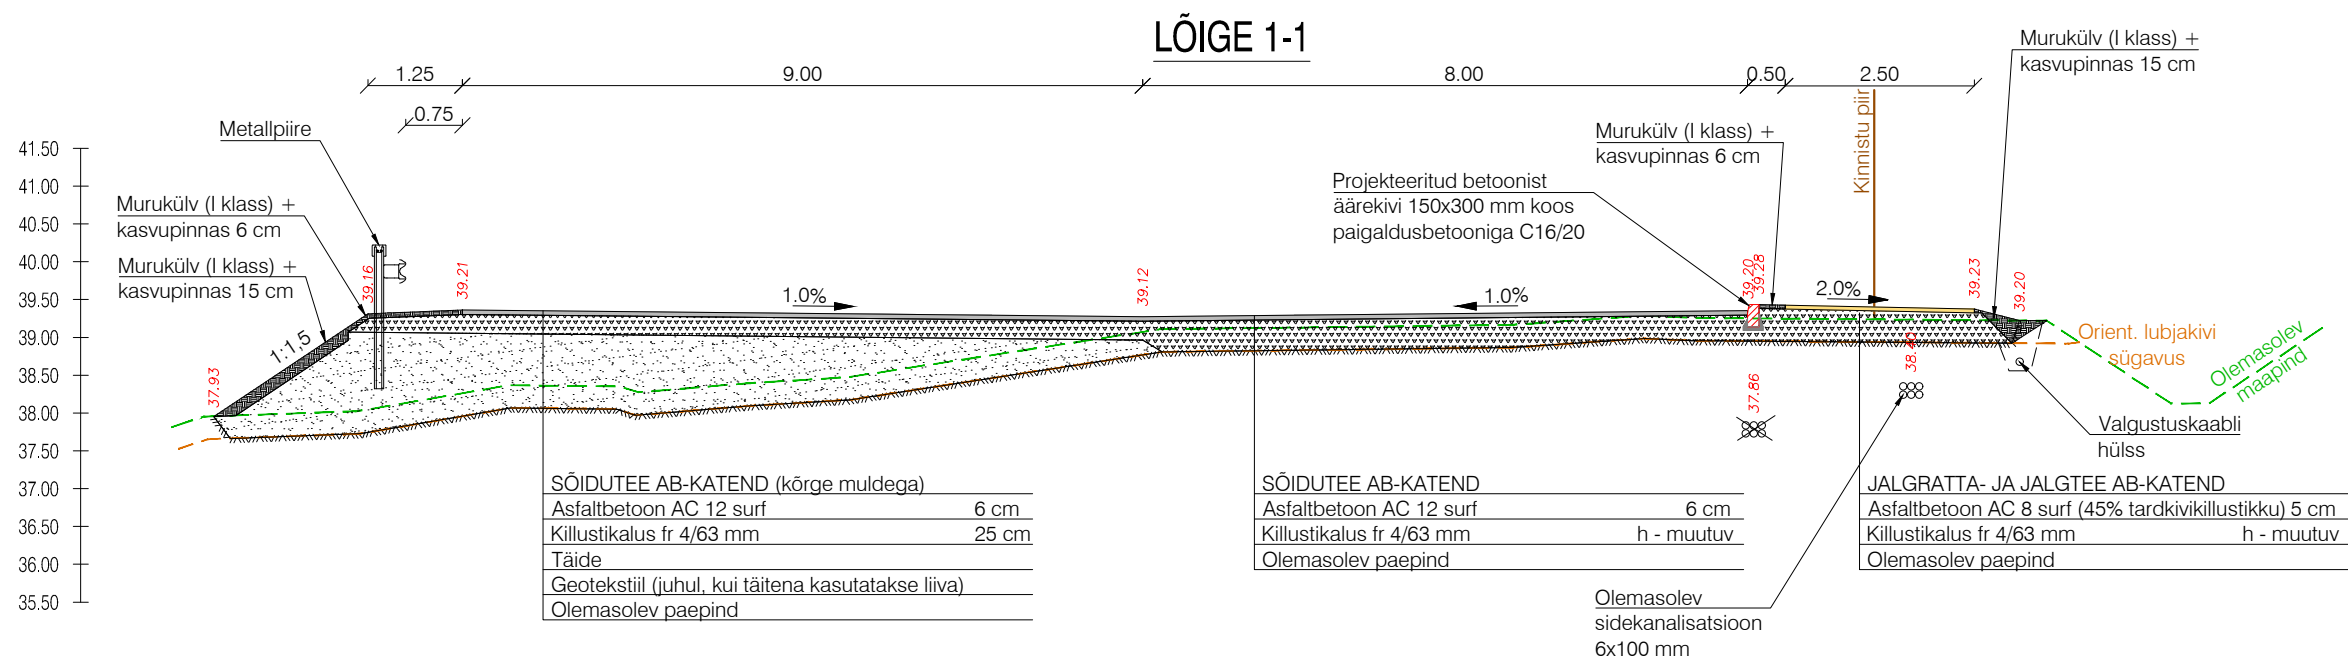 LÕIGE 1-1
1.25
9.00
8.00
0.50
2.50
0.75
Murukülv (I klass) +
kasvupinnas 15 cm
Metallpiire
Murukülv (I klass) +
kasvupinnas 6 cm
Kinnistu piir
Projekteeritud betoonist
äärekivi 150x300 mm koos
paigaldusbetooniga C16/20
Murukülv (I klass) +
kasvupinnas 6 cm
Murukülv (I klass) +
kasvupinnas 15 cm
41.50
41.00
40.50
40.00
39.50
39.00
38.50
38.00
37.50
37.00
36.50
36.00
35.50
37.93
39.16
39.21
39.12
39.20
39.28
39.23
39.20
38.40
37.86
1:1,5
1.0%
1.0%
2.0%
Orient. lubjakivi
sügavus
Olemasolev
maapind
Valgustuskaabli
hülss
SÕIDUTEE AB-KATEND (kõrge muldega)
Asfaltbetoon AC 12 surf 6 cm
Killustikalus fr 4/63 mm 25 cm
Täide
Geotekstiil (juhul, kui täitena kasutatakse liiva)
Olemasolev paepind
SÕIDUTEE AB-KATEND
Asfaltbetoon AC 12 surf 6 cm
Killustikalus fr 4/63 mm h - muutuv
Olemasolev paepind
JALGRATTA- JA JALGTEE AB-KATEND
Asfaltbetoon AC 8 surf (45% tardkivikillustikku) 5 cm
Killustikalus fr 4/63 mm h - muutuv
Olemasolev paepind
Olemasolev
sidekanalisatsioon
6x100 mm